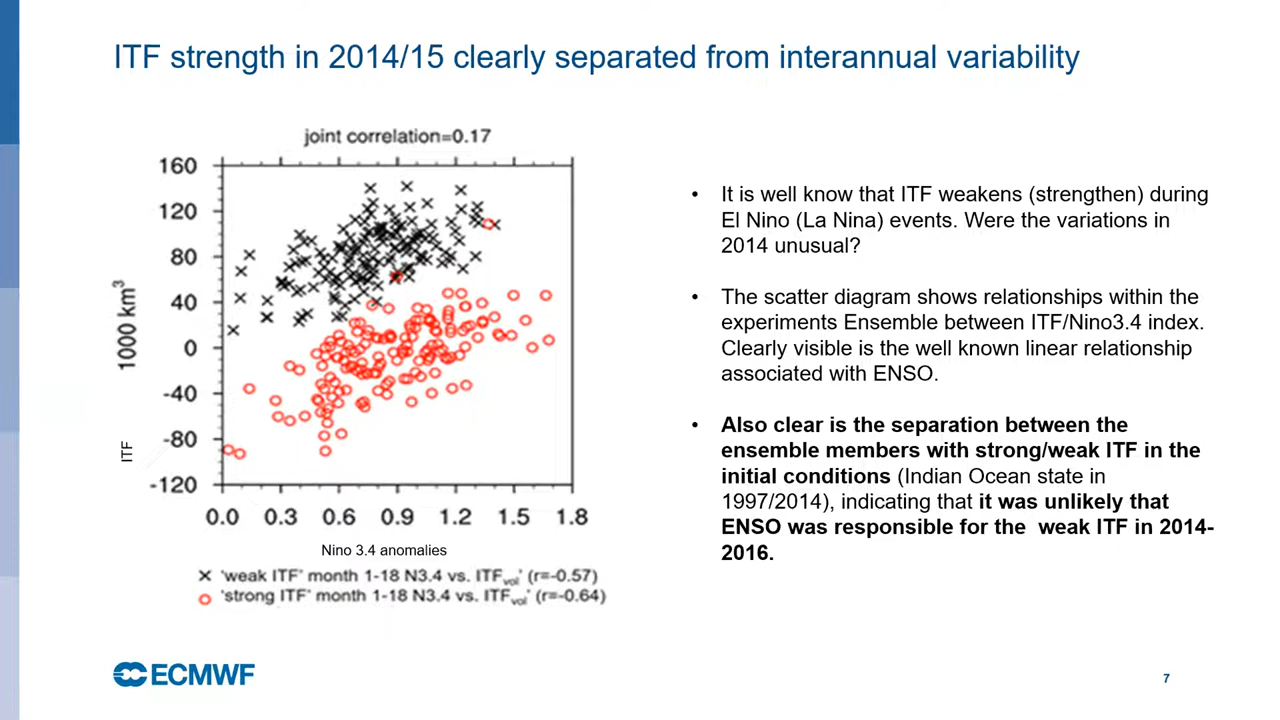 ITF strength in 2014/15 clearly separated from interannual variability
joint correlation=0.17
160
120
80
40
0
-40
-80
-120
1000 km³
ITF
0.0 0.3 0.6 0.9 1.2 1.5 1.8
Nino 3.4 anomalies
× 'weak ITF' month 1-18 N3.4 vs. ITFvol' (r=-0.57)
○ 'strong ITF' month 1-18 N3.4 vs. ITFvol' (r=-0.64)
• It is well know that ITF weakens (strengthen) during
El Nino (La Nina) events. Were the variations in
2014 unusual?
• The scatter diagram shows relationships within the
experiments Ensemble between ITF/Nino3.4 index.
Clearly visible is the well known linear relationship
associated with ENSO.
• Also clear is the separation between the
ensemble members with strong/weak ITF in the
initial conditions (Indian Ocean state in
1997/2014), indicating that it was unlikely that
ENSO was responsible for the weak ITF in 2014-
2016.
ECMWF
7